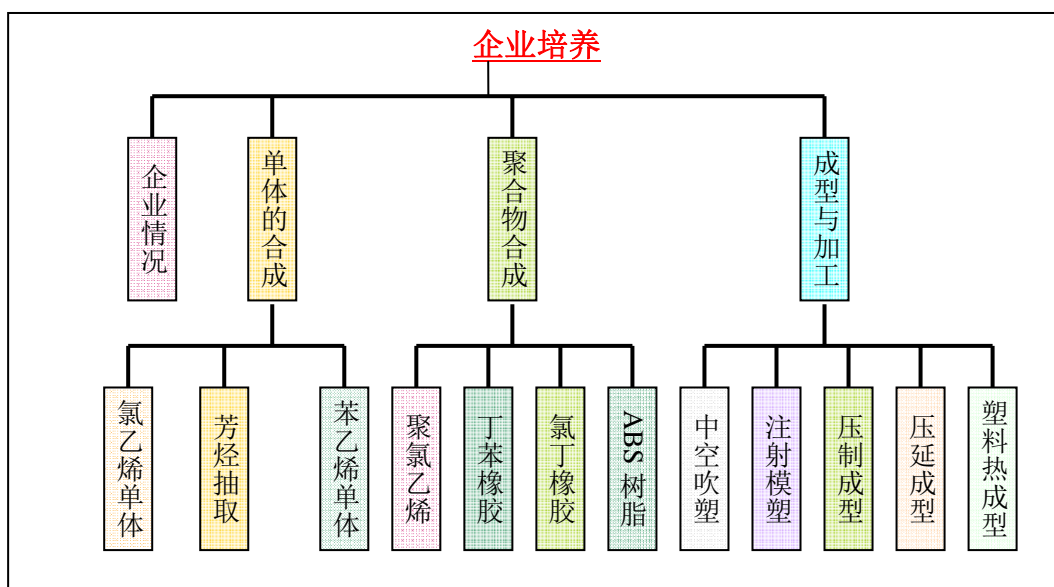 企业培养
企业情况
单体的合成
聚合物合成
成型与加工
氯乙烯单体
芳烃抽取
苯乙烯单体
聚氯乙烯
丁苯橡胶
氯丁橡胶
ABS 树脂
中空吹塑
注射模塑
压制成型
压延成型
塑料热成型